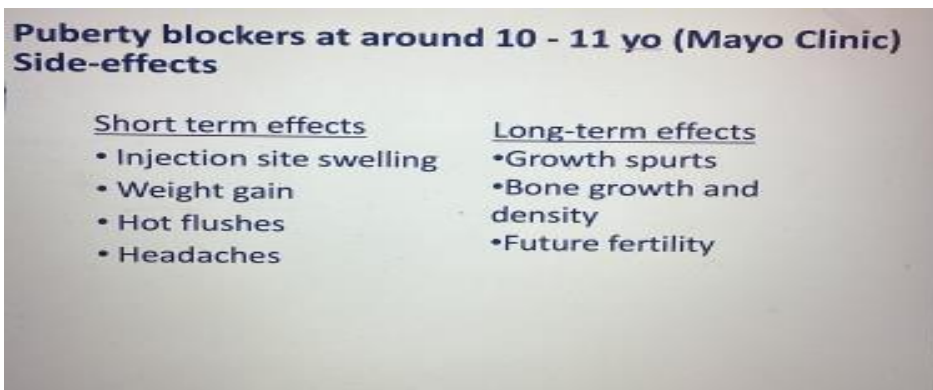 Puberty blockers at around 10 - 11 yo (Mayo Clinic)
Side-effects
Short term effects
• Injection site swelling
• Weight gain
• Hot flushes
• Headaches
Long-term effects
•Growth spurts
•Bone growth and
density
•Future fertility